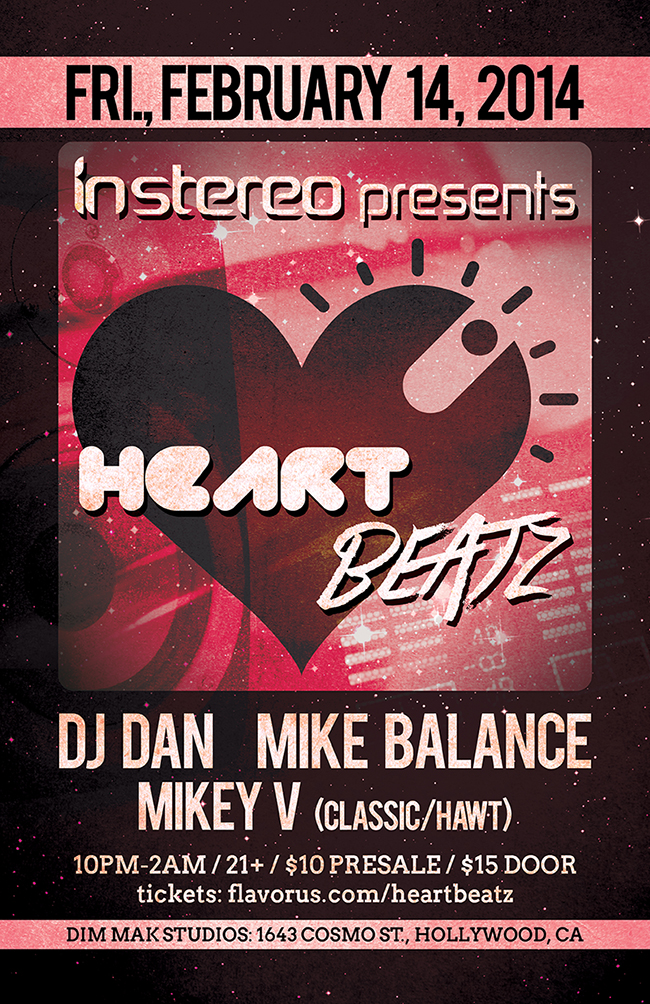 FRI., FEBRUARY 14, 2014
instereo presents
HEART
BEATZ
DJ DAN MIKE BALANCE
MIKEY V (CLASSIC/HAWT)
10PM-2AM / 21+ / $10 PRESALE / $15 DOOR
tickets: flavorus.com/heartbeatz
DIM MAK STUDIOS: 1643 COSMO ST., HOLLYWOOD, CA